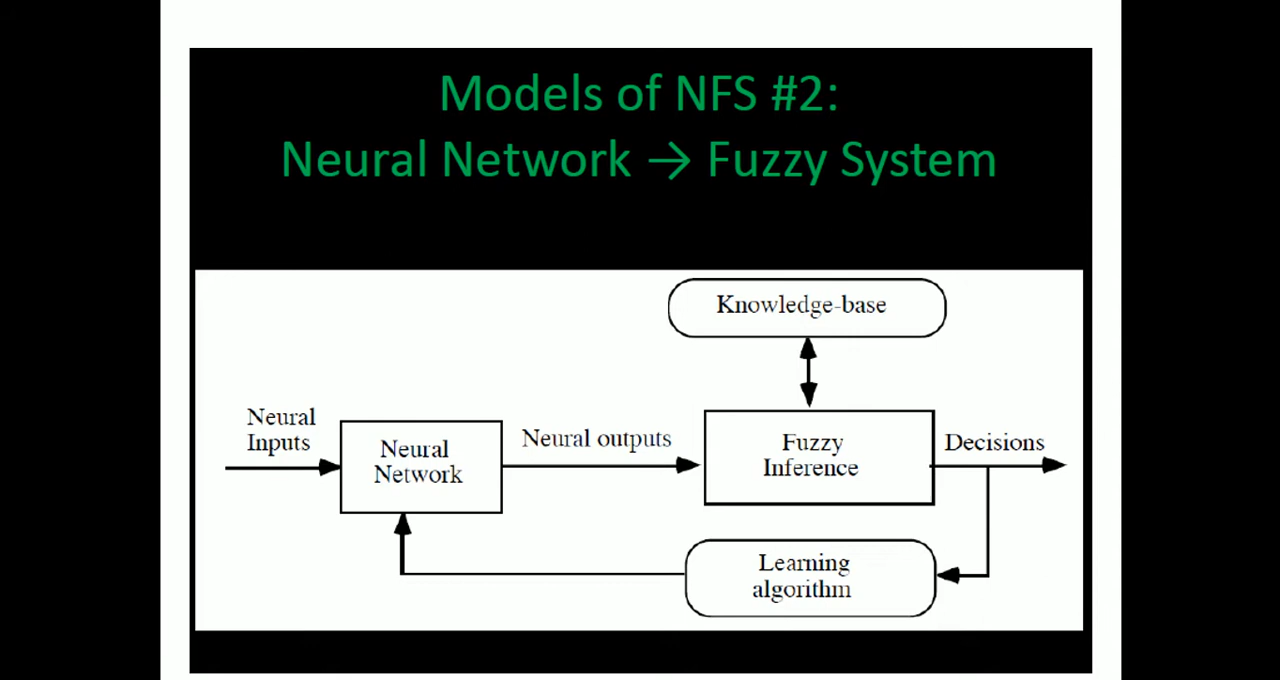 Models of NFS #2:
Neural Network → Fuzzy System
Knowledge-base
Neural
Inputs
Neural
Network
Neural outputs
Fuzzy
Inference
Decisions
Learning
algorithm